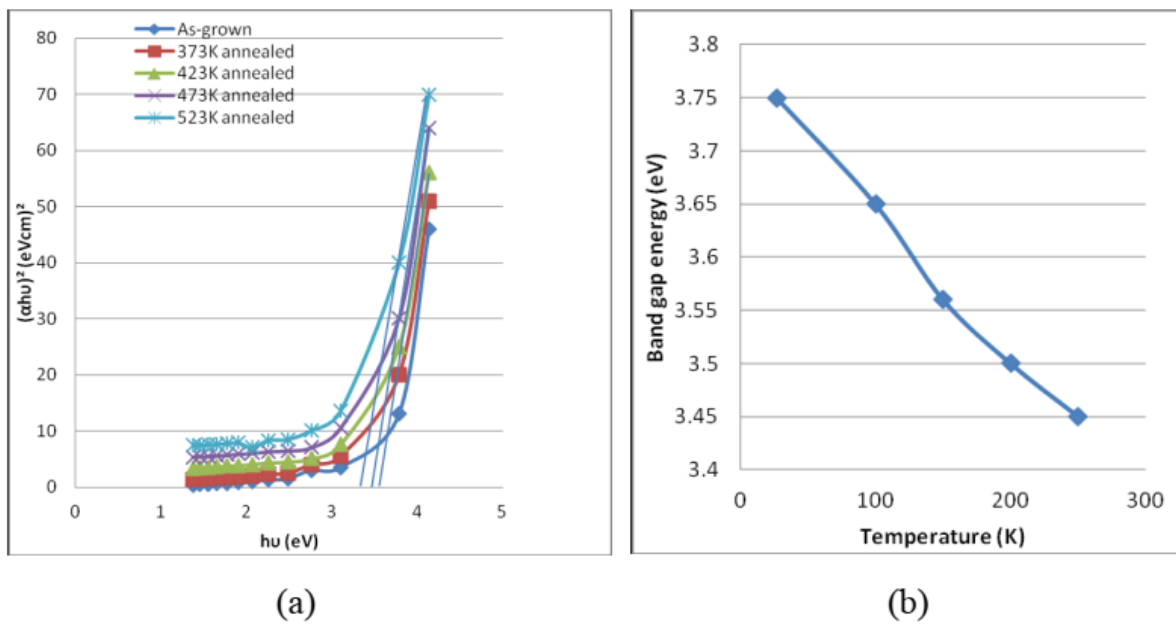 As-grown
373K annealed
423K annealed
473K annealed
523K annealed
80
70
60
50
40
30
20
10
0
0 1 2 3 4 5
(αhυ)² (eVcm)²
hυ (eV)
(a)
3.8
3.75
3.7
3.65
3.6
3.55
3.5
3.45
3.4
0 100 200 300
Band gap energy (eV)
Temperature (K)
(b)